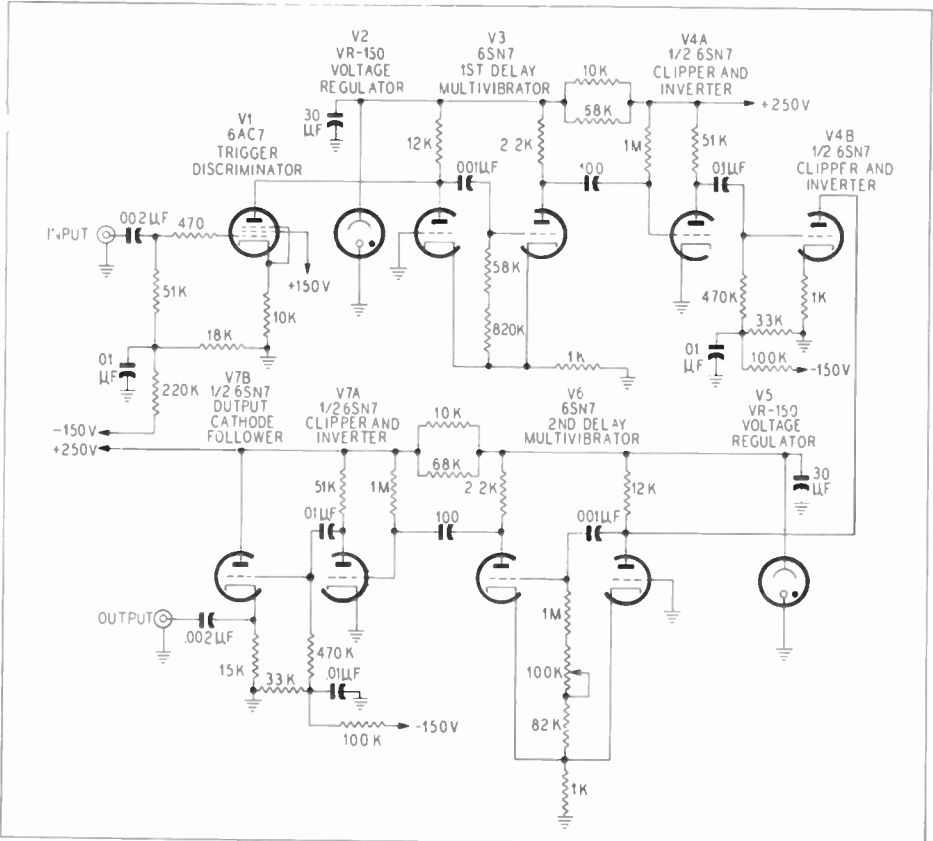 V1
6AC7
TRIGGER
DISCRIMINATOR
V2
VR-150
VOLTAGE
REGULATOR
V3
6SN7
1ST DELAY
MULTIVIBRATOR
V4A
1/2 6SN7
CLIPPER AND
INVERTER
V4B
1/2 6SN7
CLIPPER AND
INVERTER
30
μF
12K
.001μF
2.2K
10K
58K
100
1M
51K
+250V
.01μF
INPUT
.002μF
470
51K
+150V
10K
18K
.01
μF
220K
-150V
+250V
58K
820K
1K
470K
1K
33K
.01
μF
100K
-150V
V7B
1/2 6SN7
OUTPUT
CATHODE
FOLLOWER
V7A
1/2 6SN7
CLIPPER AND
INVERTER
V6
6SN7
2ND DELAY
MULTIVIBRATOR
V5
VR-150
VOLTAGE
REGULATOR
10K
68K
51K
1M
2.2K
12K
30
μF
.01μF
100
.001μF
OUTPUT
.002μF
15K
33K
470K
.01μF
100K
-150V
1M
100K
82K
1K